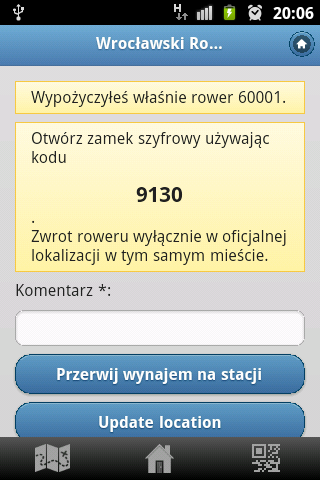 H
20:06
Wrocławski Ro...
Wypożyczyłeś właśnie rower 60001.
Otwórz zamek szyfrowy używając
kodu
9130
.
Zwrot roweru wyłącznie w oficjalnej
lokalizacji w tym samym mieście.
Komentarz *:
Przerwij wynajem na stacji
Update location